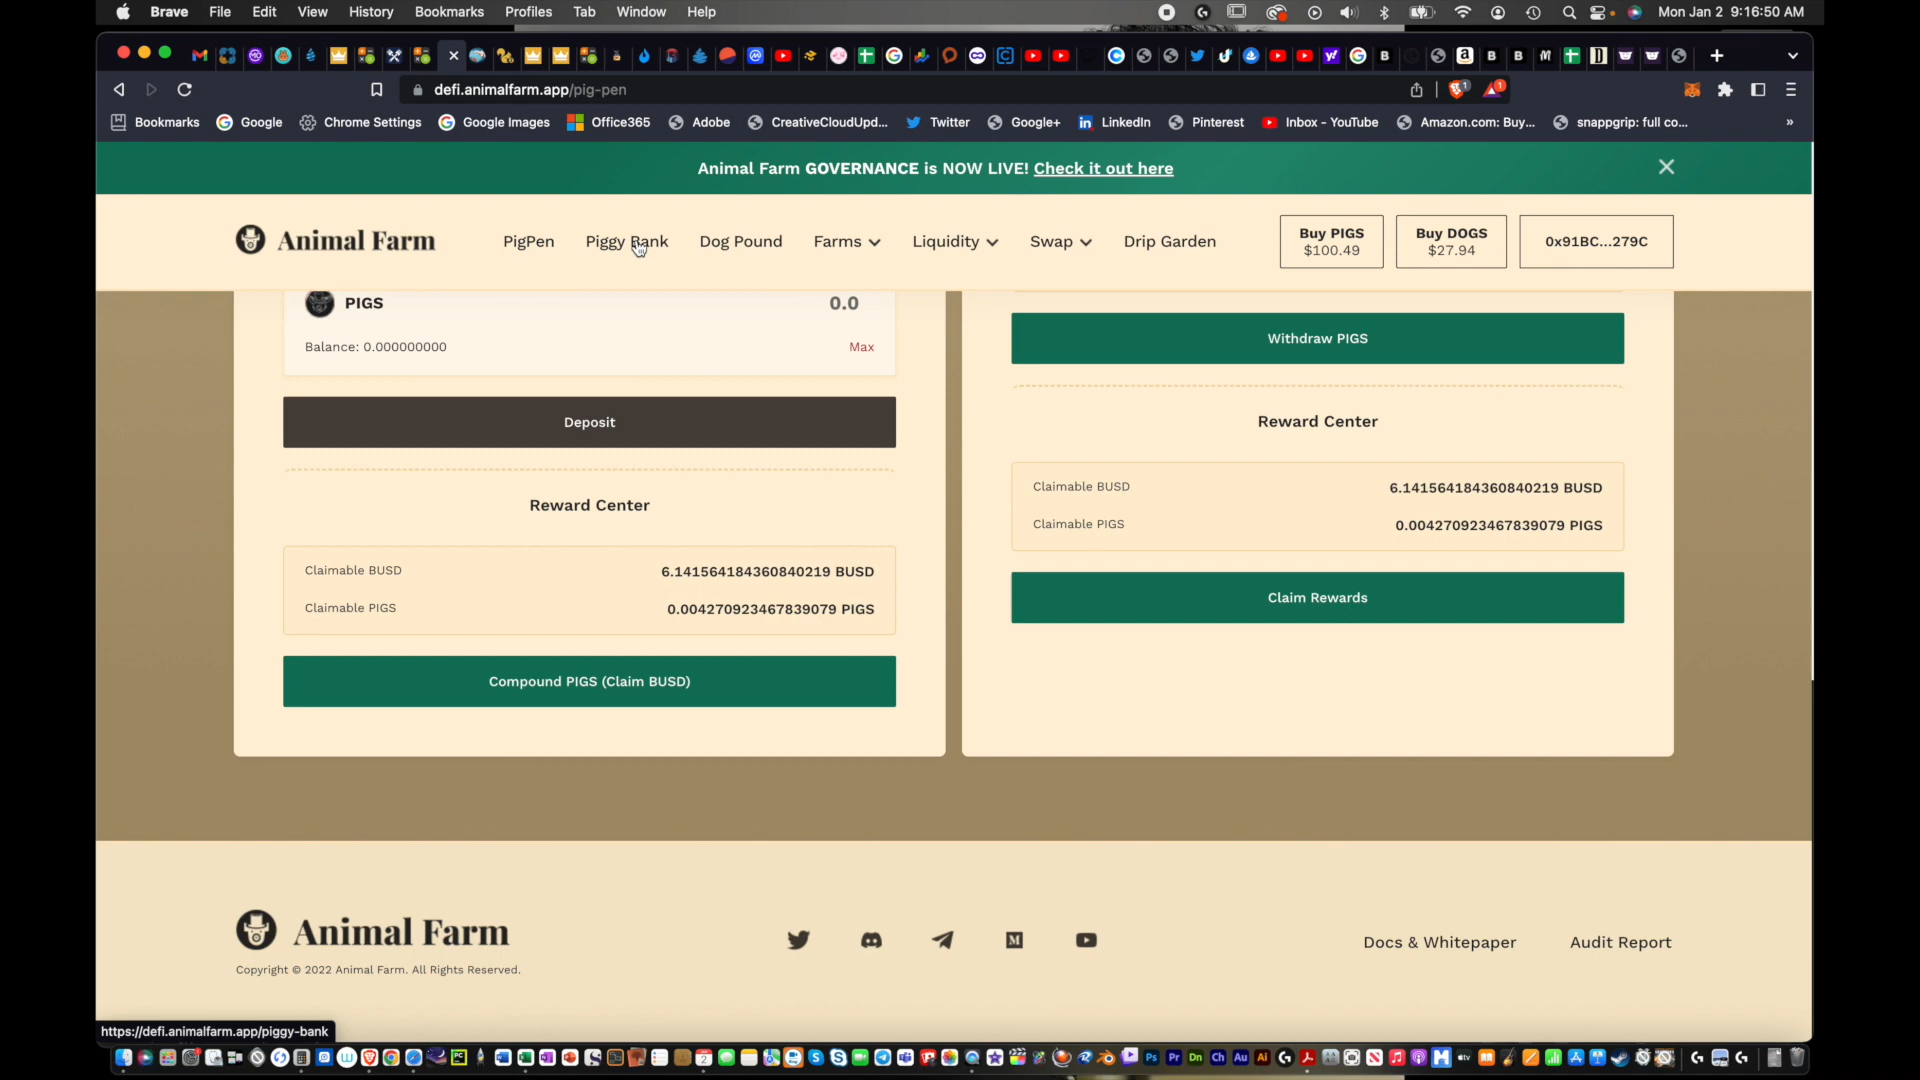 Brave File Edit View History Bookmarks Profiles Tab Window Help Mon Jan 2 9:16:50 AM
defi.animalfarm.app/pig-pen
Bookmarks Google Chrome Settings Google Images Office365 Adobe CreativeCloudUpd... Twitter Google+ LinkedIn Pinterest Inbox - YouTube Amazon.com: Buy... snappgrip: full co... »
Animal Farm GOVERNANCE is NOW LIVE! Check it out here
Animal Farm PigPen Piggy Bank Dog Pound Farms Liquidity Swap Drip Garden
Buy PIGS
$100.49
Buy DOGS
$27.94
0x91BC...279C
PIGS 0.0
Balance: 0.000000000 Max
Deposit
Reward Center
Claimable BUSD 6.141564184360840219 BUSD
Claimable PIGS 0.004270923467839079 PIGS
Compound PIGS (Claim BUSD)
Withdraw PIGS
Reward Center
Claimable BUSD 6.141564184360840219 BUSD
Claimable PIGS 0.004270923467839079 PIGS
Claim Rewards
Animal Farm
Copyright © 2022 Animal Farm. All Rights Reserved.
Docs & Whitepaper Audit Report
https://defi.animalfarm.app/piggy-bank